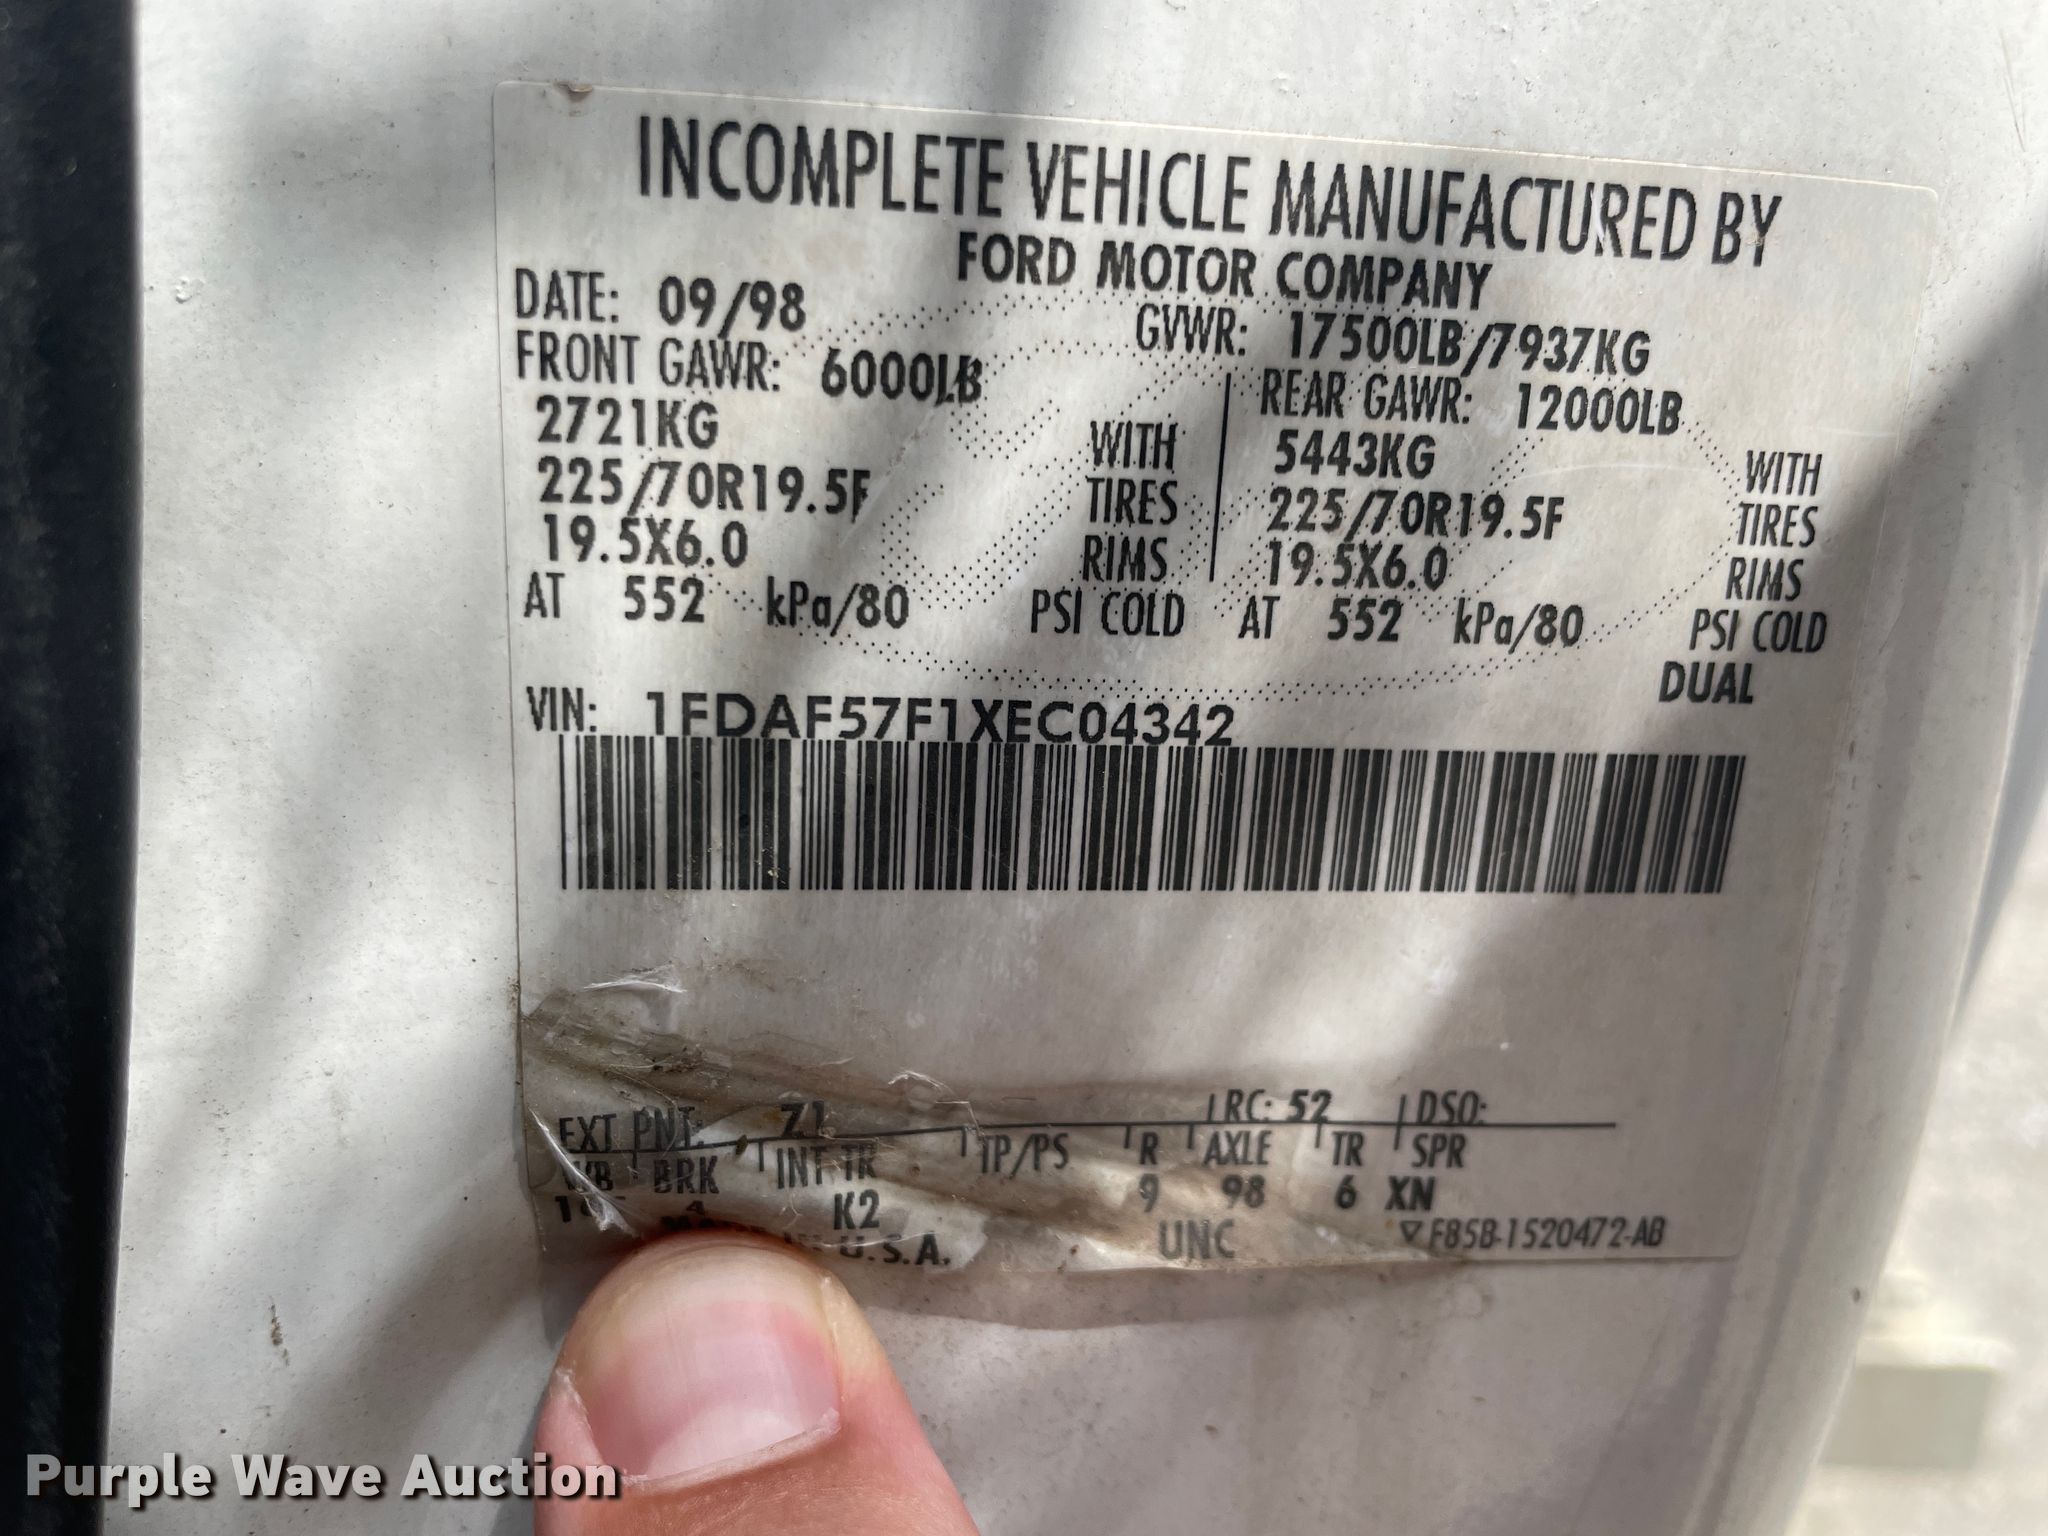 INCOMPLETE VEHICLE MANUFACTURED BY
FORD MOTOR COMPANY
DATE: 09/98 GVWR: 17500LB/7937KG
FRONT GAWR: 6000LB REAR GAWR: 12000LB
2721KG WITH 5443KG WITH
225/70R19.5F TIRES 225/70R19.5F TIRES
19.5X6.0 RIMS 19.5X6.0 RIMS
AT 552 kPa/80 PSI COLD AT 552 kPa/80 PSI COLD
DUAL
VIN: 1FDAF57F1XEC04342
EXT PNT: Z1 RC: 52 DSO:
WB BRK INT TR TP/PS R AXLE TR SPR
4 K2 9 98 6 XN
U.S.A. UNC F85B-1520472-AB
Purple Wave Auction